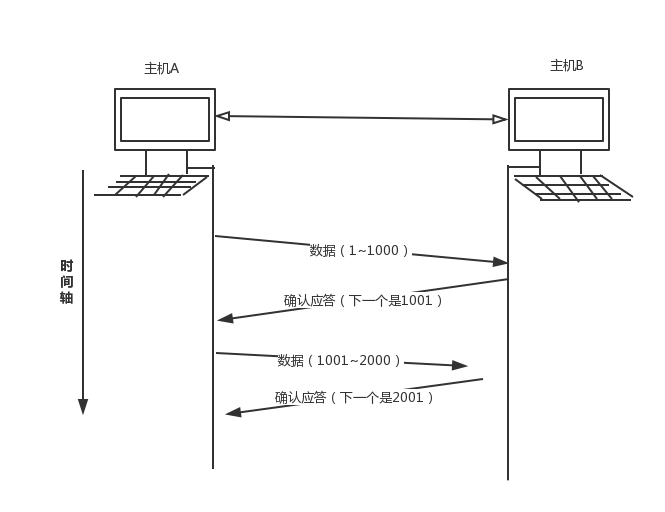 主机A
主机B
数据（1~1000）
确认应答（下一个是1001）
时间轴
数据（1001~2000）
确认应答（下一个是2001）